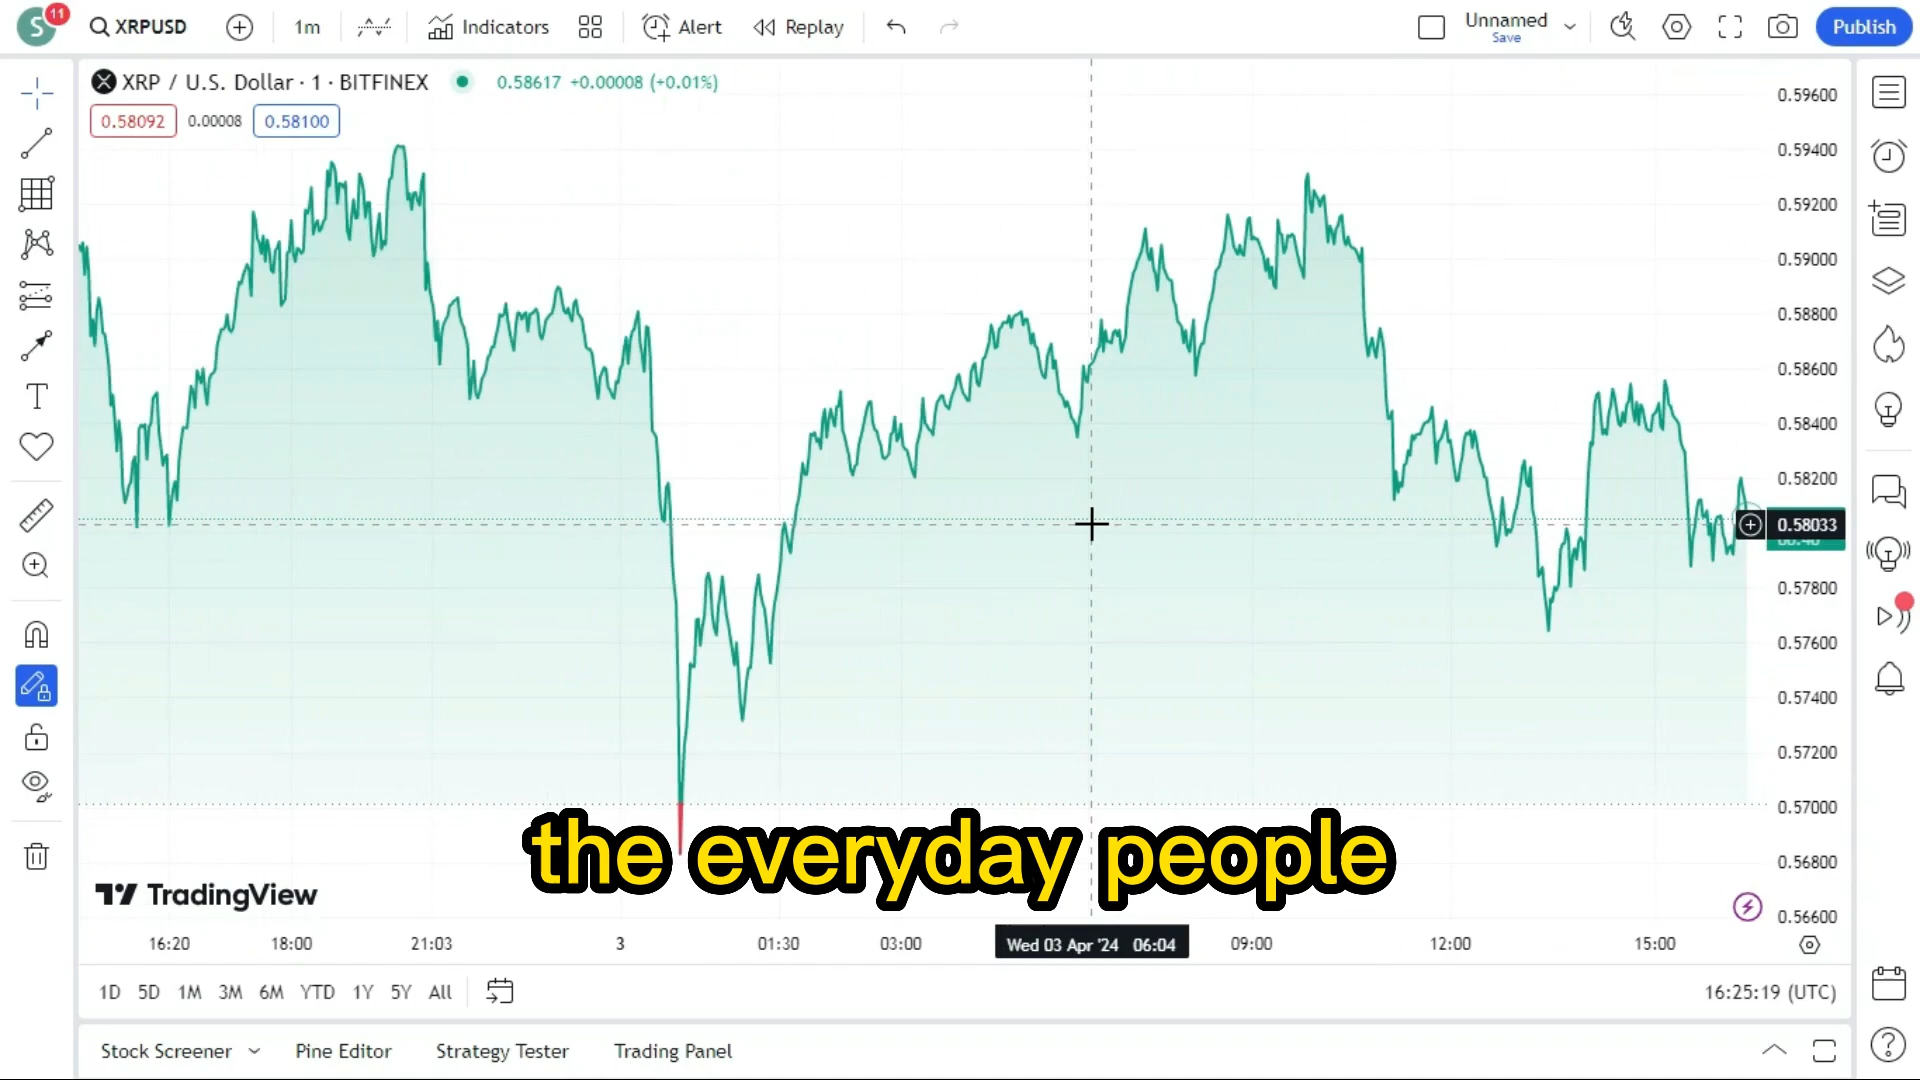 S 11 XRPUSD 1m Indicators Alert Replay Unnamed Save Publish
XRP / U.S. Dollar · 1 · BITFINEX 0.58617 +0.00008 (+0.01%)
0.58092 0.00008 0.58100
0.59600
0.59400
0.59200
0.59000
0.58800
0.58600
0.58400
0.58200
0.58033
0.57800
0.57600
0.57400
0.57200
0.57000
0.56800
0.56600
the everyday people
TradingView
16:20 18:00 21:03 3 01:30 03:00 Wed 03 Apr '24 06:04 09:00 12:00 15:00
1D 5D 1M 3M 6M YTD 1Y 5Y All 16:25:19 (UTC)
Stock Screener Pine Editor Strategy Tester Trading Panel